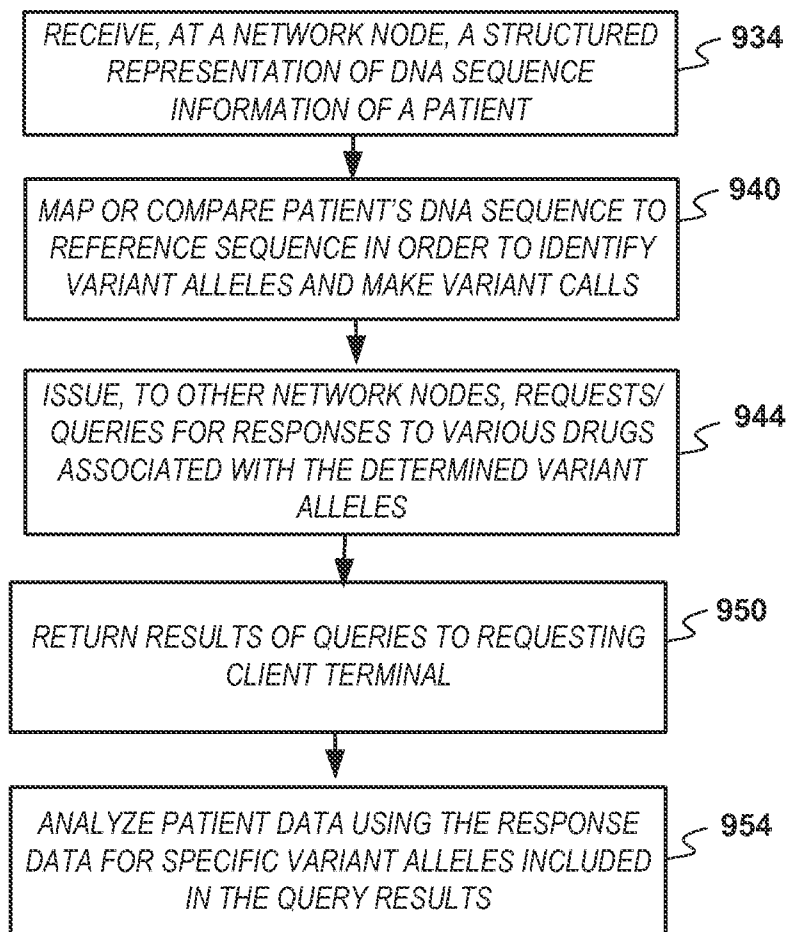 RECEIVE, AT A NETWORK NODE, A STRUCTURED
REPRESENTATION OF DNA SEQUENCE
INFORMATION OF A PATIENT
934
MAP OR COMPARE PATIENT'S DNA SEQUENCE TO
REFERENCE SEQUENCE IN ORDER TO IDENTIFY
VARIANT ALLELES AND MAKE VARIANT CALLS
940
ISSUE, TO OTHER NETWORK NODES, REQUESTS/
QUERIES FOR RESPONSES TO VARIOUS DRUGS
ASSOCIATED WITH THE DETERMINED VARIANT
ALLELES
944
RETURN RESULTS OF QUERIES TO REQUESTING
CLIENT TERMINAL
950
ANALYZE PATIENT DATA USING THE RESPONSE
DATA FOR SPECIFIC VARIANT ALLELES INCLUDED
IN THE QUERY RESULTS
954